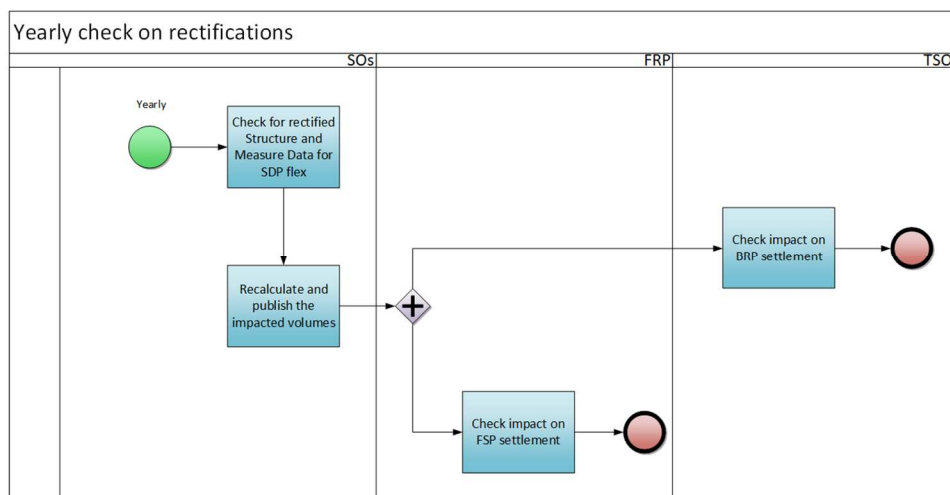 Yearly check on rectifications
SOs
FRP
TSO
Yearly
Check for rectified
Structure and
Measure Data for
SDP flex
Recalculate and
publish the
impacted volumes
Check impact on
BRP settlement
Check impact on
FSP settlement